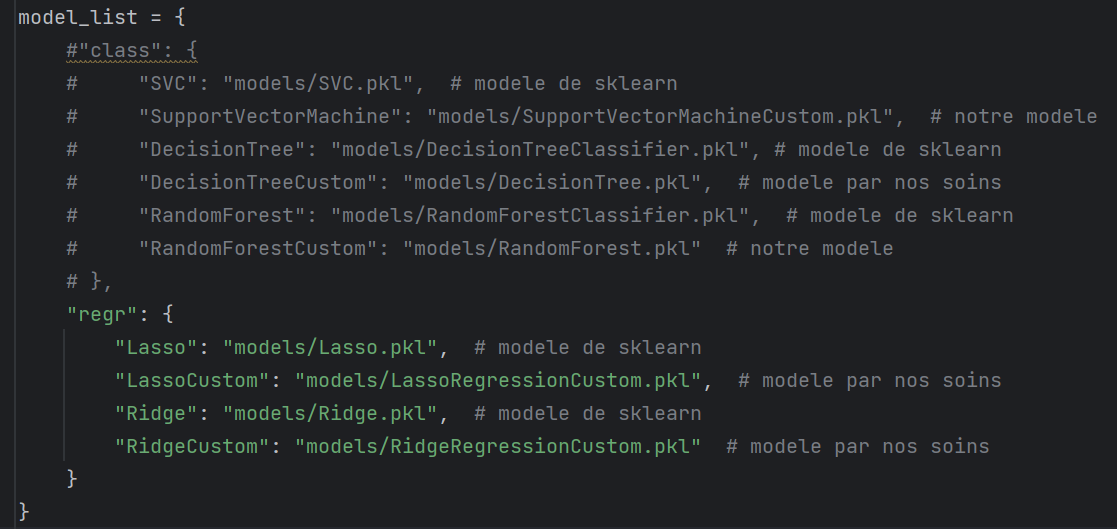 model_list = {
    #"class": {
    #     "SVC": "models/SVC.pkl",  # modele de sklearn
    #     "SupportVectorMachine": "models/SupportVectorMachineCustom.pkl",  # notre modele
    #     "DecisionTree": "models/DecisionTreeClassifier.pkl", # modele de sklearn
    #     "DecisionTreeCustom": "models/DecisionTree.pkl",  # modele par nos soins
    #     "RandomForest": "models/RandomForestClassifier.pkl",  # modele de sklearn
    #     "RandomForestCustom": "models/RandomForest.pkl"  # notre modele
    # },
    "regr": {
        "Lasso": "models/Lasso.pkl",  # modele de sklearn
        "LassoCustom": "models/LassoRegressionCustom.pkl",  # modele par nos soins
        "Ridge": "models/Ridge.pkl",  # modele de sklearn
        "RidgeCustom": "models/RidgeRegressionCustom.pkl"  # modele par nos soins
    }
}